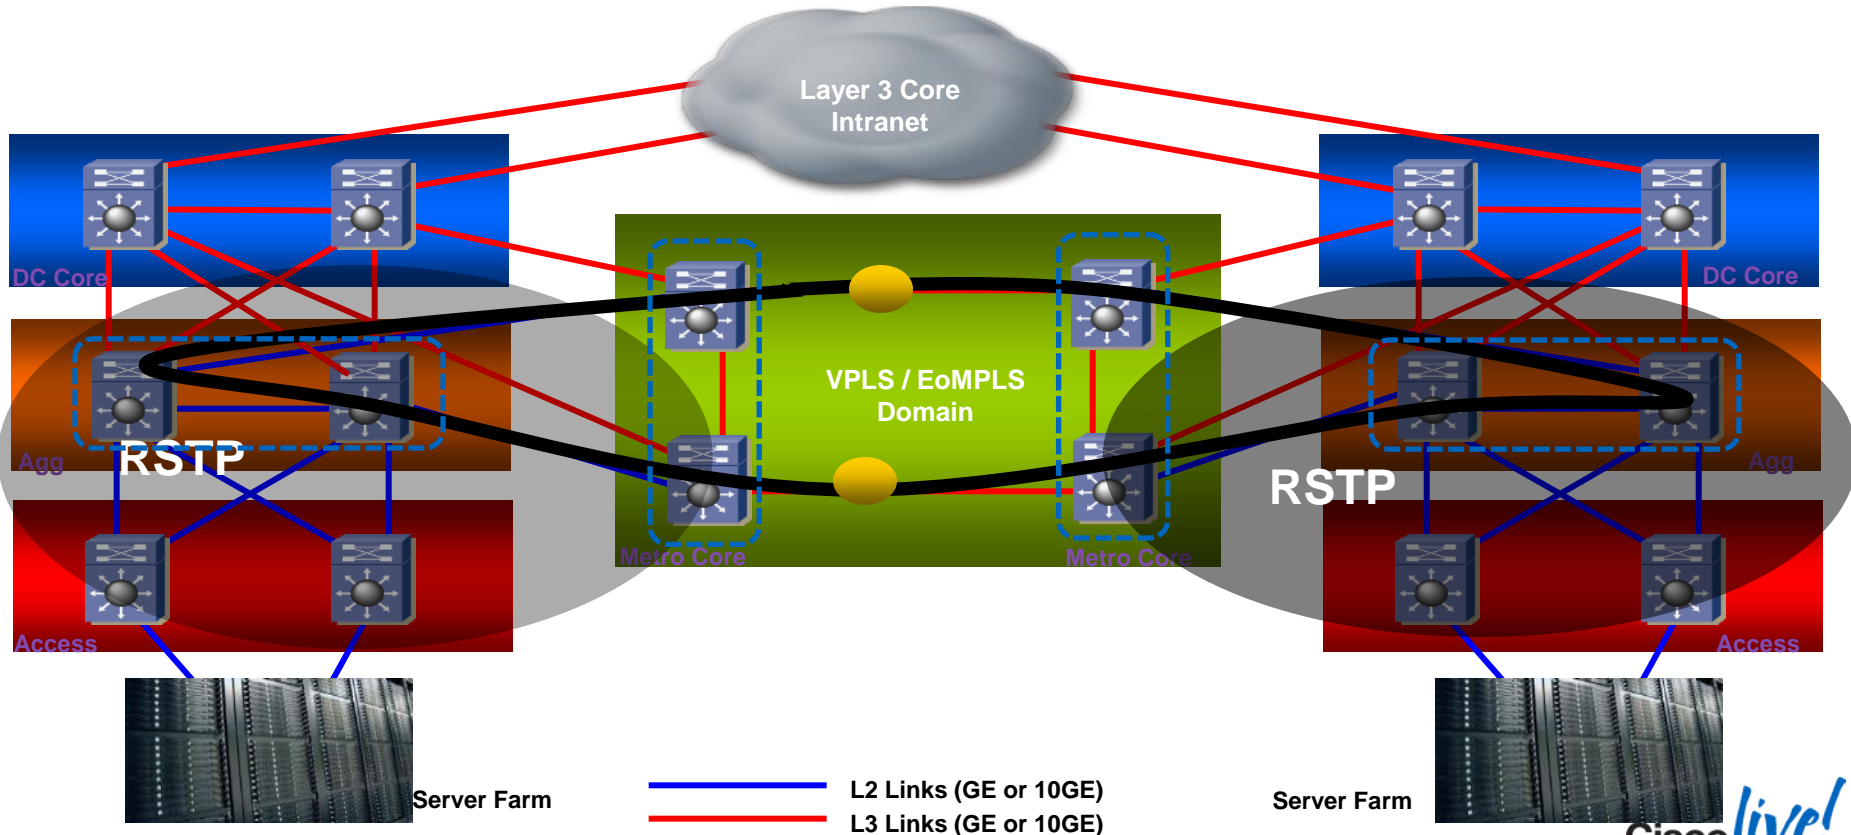 Layer 3 Core
Intranet
DC Core
DC Core
VPLS / EoMPLS
Domain
RSTP
Agg
RSTP
Agg
Metro Core
Metro Core
Access
Access
Server Farm
L2 Links (GE or 10GE)
L3 Links (GE or 10GE)
Server Farm
Cisco live!